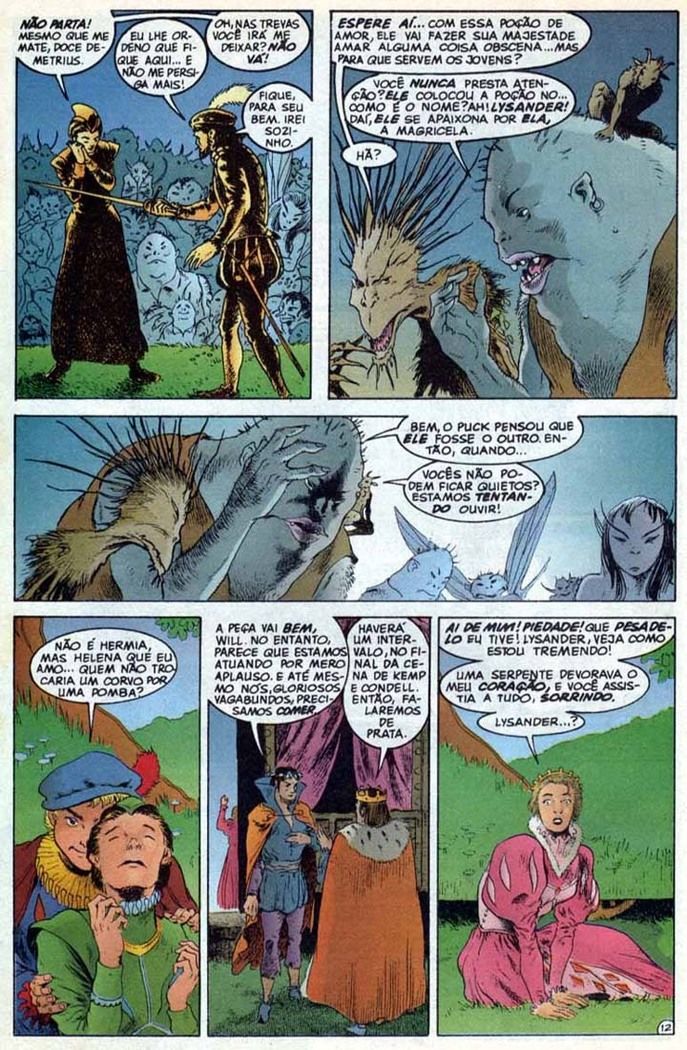 NÃO PARTA!
MESMO QUE ME
MATE, DOCE DE-
METRIUS.
EU LHE OR-
DENO QUE FI-
QUE AQUI... E
NÃO ME PERSI-
GA MAIS!
OH, NAS TREVAS
VOCÊ IRÁ ME
DEIXAR? NÃO
VÁ!
FIQUE,
PARA SEU
BEM. IREI
SOZI-
NHO.
ESPERE AÍ... COM ESSA POÇÃO DE
AMOR, ELE VAI FAZER SUA MAJESTADE
AMAR ALGUMA COISA OBSCENA... MAS
PARA QUE SERVEM OS JOVENS?
VOCÊ NUNCA PRESTA ATEN-
ÇÃO? ELE COLOCOU A POÇÃO NO...
COMO É O NOME? AH! LYSANDER!
DAÍ, ELE SE APAIXONA POR ELA,
A MAGRICELA.
HÃ?
BEM, O PUCK PENSOU QUE
ELE FOSSE O OUTRO. EN-
TÃO, QUANDO...
VOCÊS NÃO PO-
DEM FICAR QUIETOS?
ESTAMOS TENTAN-
DO OUVIR!
NÃO É HERMIA,
MAS HELENA QUE EU
AMO... QUEM NÃO TRO-
CARIA UM CORVO POR
UMA POMBA?
A PEÇA VAI BEM,
WILL. NO ENTANTO,
PARECE QUE ESTAMOS
ATUANDO POR MERO
APLAUSO. E ATÉ MES-
MO NÓS, GLORIOSOS
VAGABUNDOS, PRECI-
SAMOS COMER.
HAVERÁ
UM INTER-
VALO, NO FI-
NAL DA CE-
NA DE KEMP
E CONDELL.
ENTÃO, FA-
LAREMOS
DE
PRATA.
AI DE MIM! PIEDADE! QUE PESADE-
LO EU TIVE! LYSANDER, VEJA COMO
ESTOU TREMENDO!
UMA SERPENTE DEVORAVA O
MEU CORAÇÃO, E VOCÊ ASSIS-
TIA A TUDO, SORRINDO.
LYSANDER...?
12